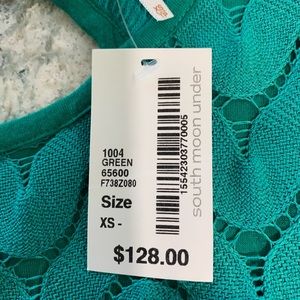 1004
GREEN
65600
F738Z080
Size
XS -
$128.00
15542303770005
south moon under